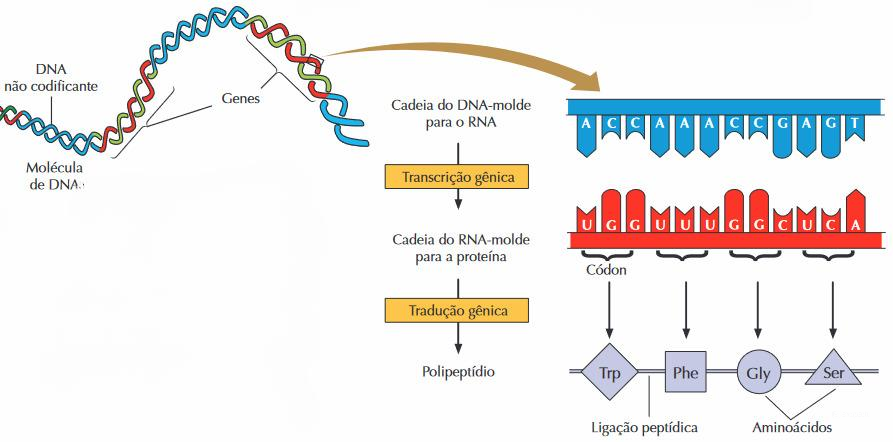 DNA
não codificante
Genes
Molécula
de DNA
Cadeia do DNA-molde
para o RNA
Transcrição gênica
Cadeia do RNA-molde
para a proteína
Tradução gênica
Polipeptídio
A C C A A A C C G A G T
U G G U U U G G C U C A
Códon
Trp Phe Gly Ser
Ligação peptídica
Aminoácidos